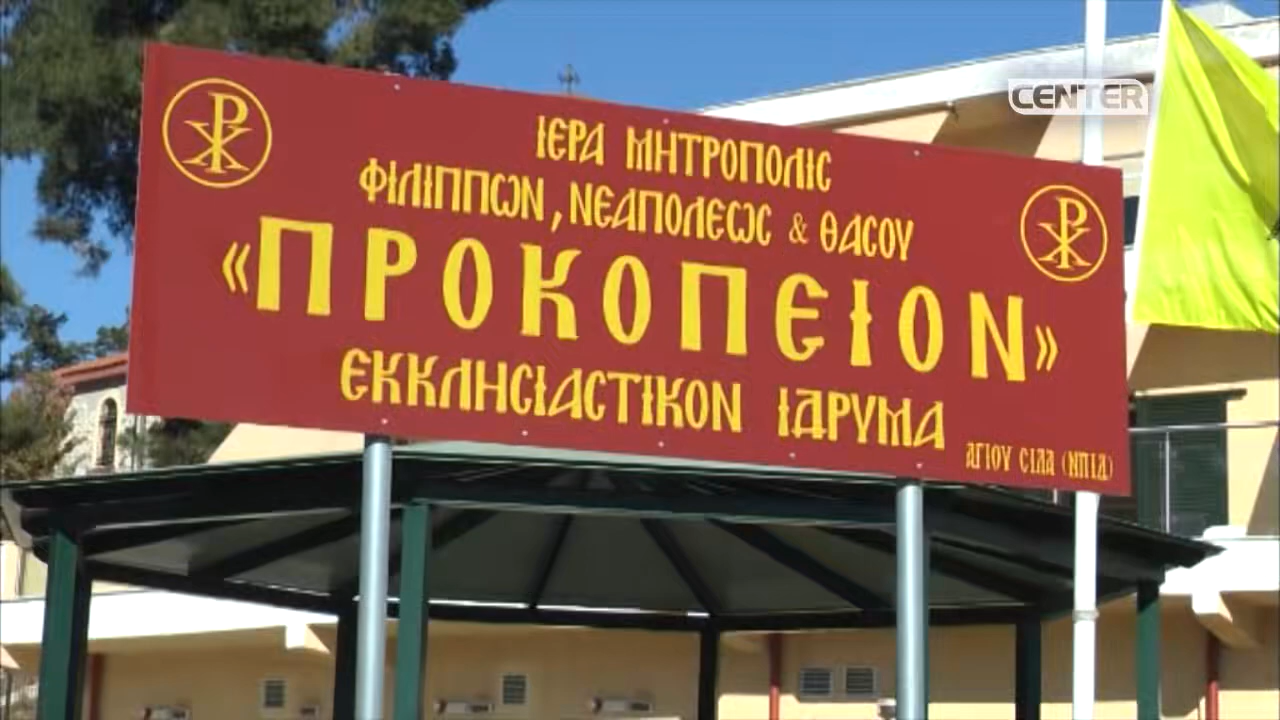 CENTER
ΙΕΡΑ ΜΗΤΡΟΠΟΛΙΣ
ΦΙΛΙΠΠΩΝ, ΝΕΑΠΟΛΕΩΣ & ΘΑΣΟΥ
«ΠΡΟΚΟΠΕΙΟΝ»
ΕΚΚΛΗΣΙΑΣΤΙΚΟΝ ΙΔΡΥΜΑ
ΑΓΙΟΥ ΣΙΛΑ (ΝΠΙΔ)